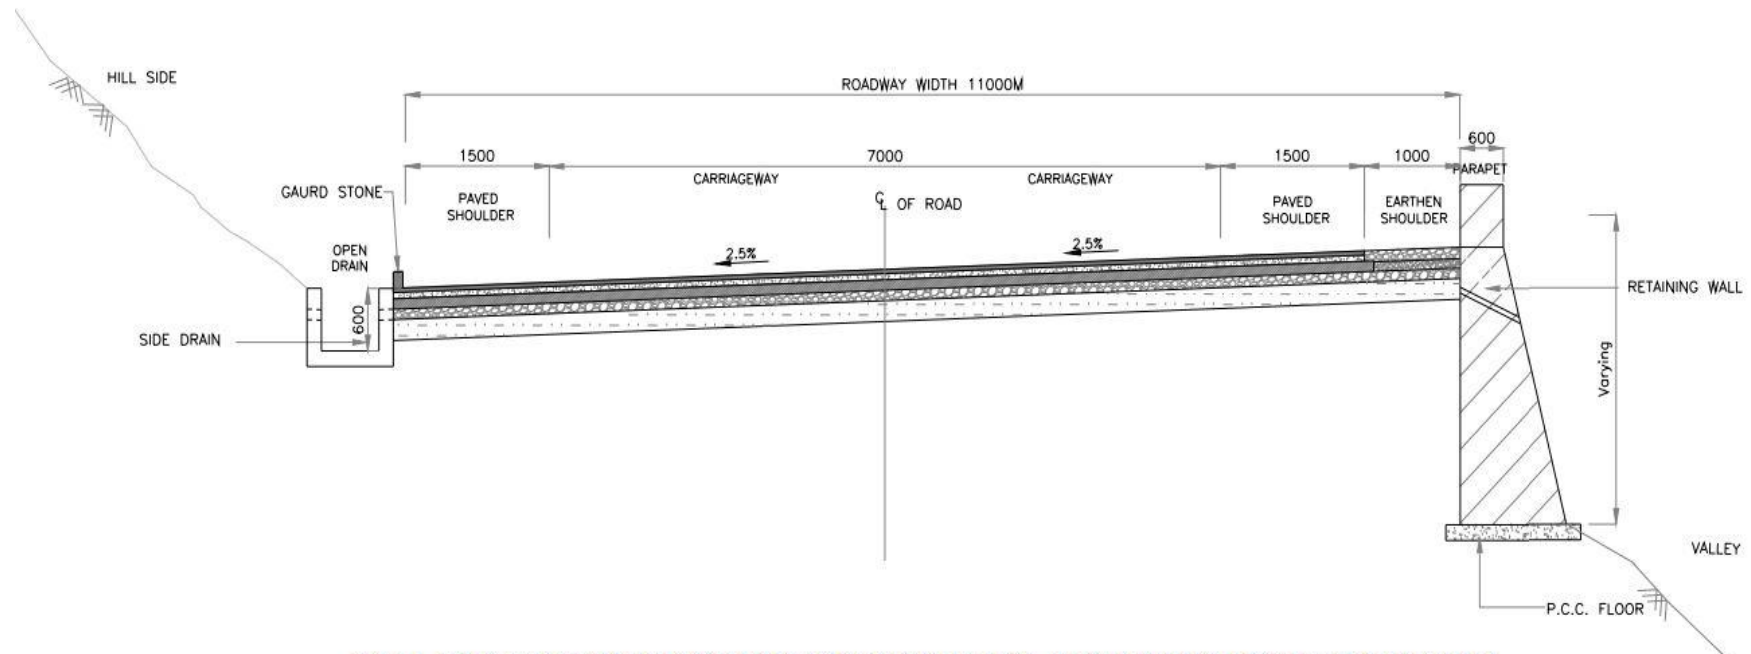 HILL SIDE
ROADWAY WIDTH 11000M
600
1500
7000
1500
1000
PARAPET
CARRIAGEWAY
CARRIAGEWAY
GAURD STONE
PAVED
SHOULDER
℄ OF ROAD
PAVED
SHOULDER
EARTHEN
SHOULDER
OPEN
DRAIN
2.5%
2.5%
RETAINING WALL
600
SIDE DRAIN
Varying
VALLEY
P.C.C. FLOOR